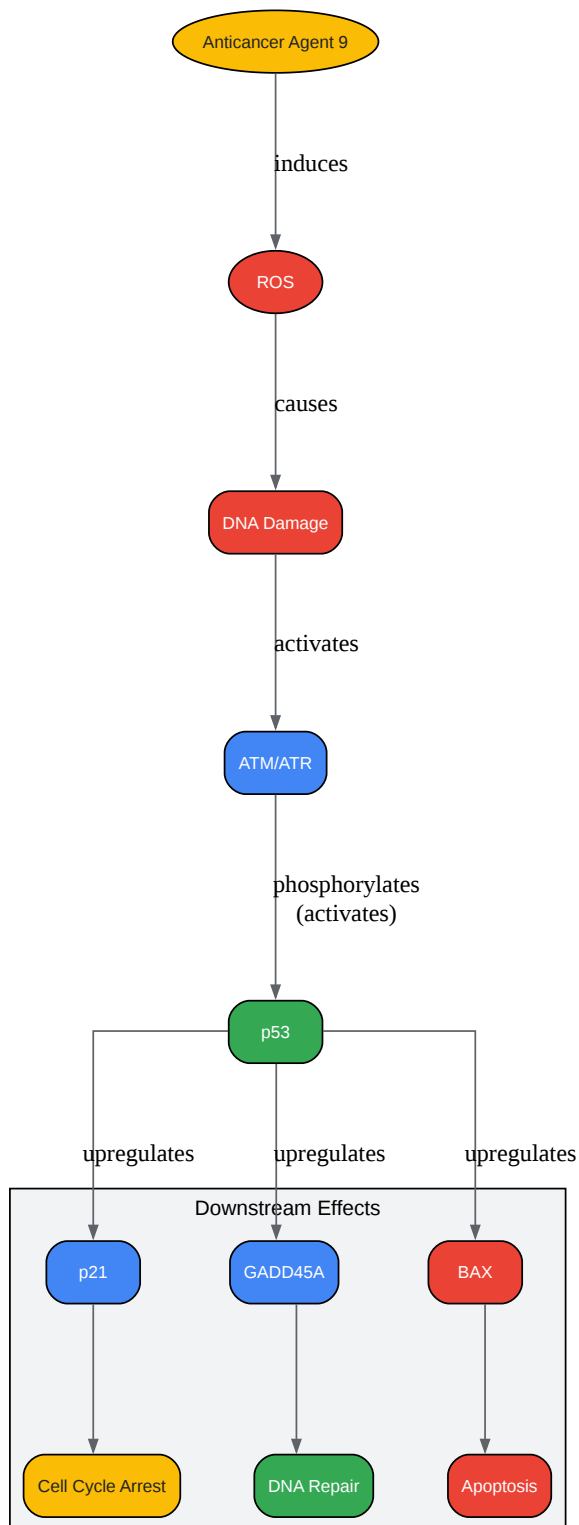 Anticancer Agent 9
induces
ROS
causes
DNA Damage
activates
ATM/ATR
phosphorylates
(activates)
p53
upregulates
upregulates
upregulates
Downstream Effects
p21
GADD45A
BAX
Cell Cycle Arrest
DNA Repair
Apoptosis